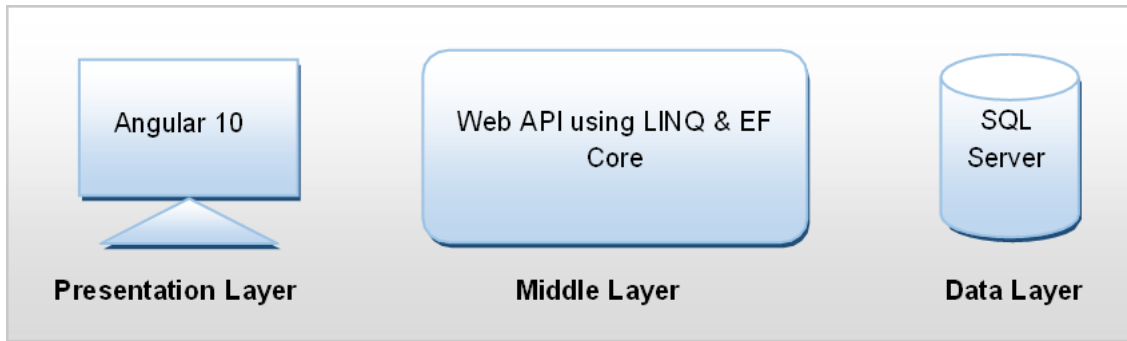 Angular 10
Web API using LINQ & EF
Core
SQL
Server
Presentation Layer
Middle Layer
Data Layer